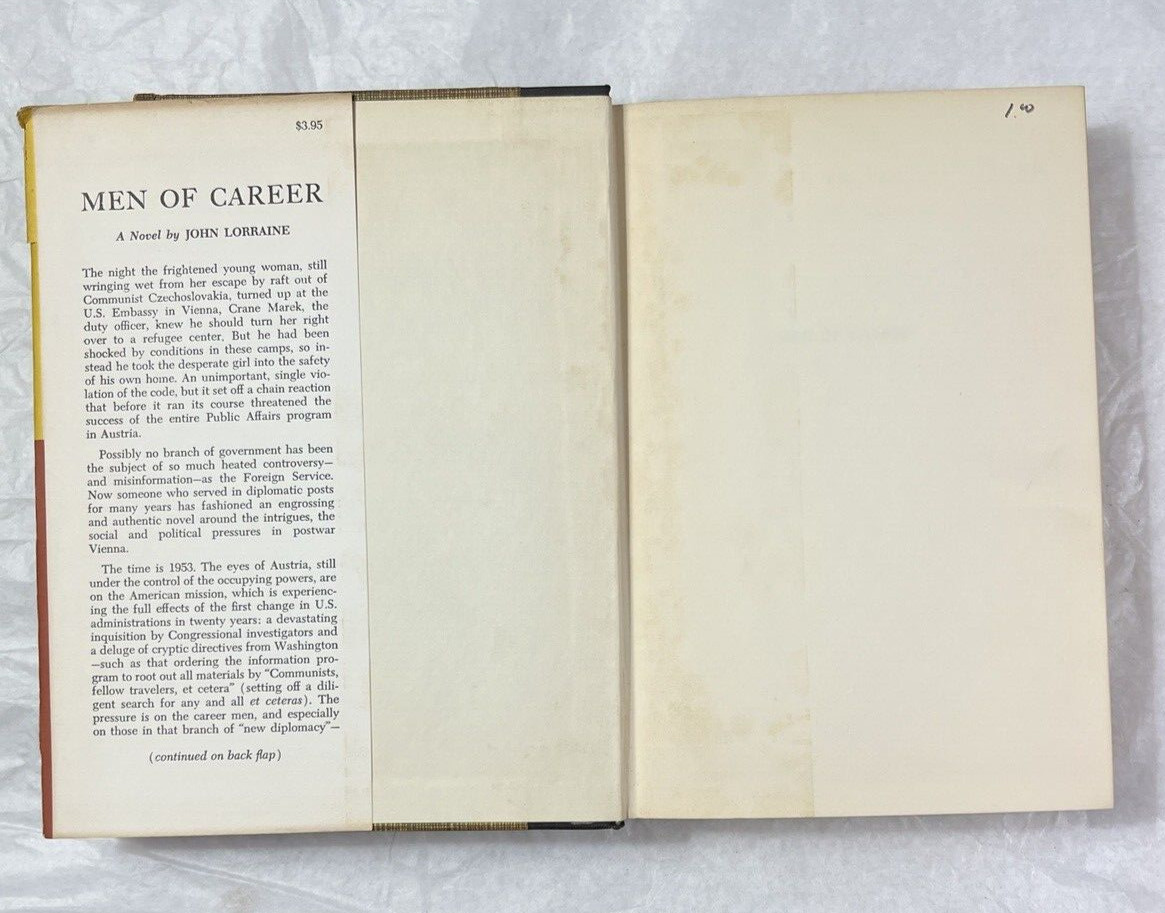 $3.95
MEN OF CAREER
A Novel by JOHN LORRAINE
The night the frightened young woman, still
wringing wet from her escape by raft out of
Communist Czechoslovakia, turned up at the
U.S. Embassy in Vienna, Crane Marek, the
duty officer, knew he should turn her right
over to a refugee center. But he had been
shocked by conditions in these camps, so in-
stead he took the desperate girl into the safety
of his own home. An unimportant, single vio-
lation of the code, but it set off a chain reaction
that before it ran its course threatened the
success of the entire Public Affairs program
in Austria.
Possibly no branch of government has been
the subject of so much heated controversy—
and misinformation—as the Foreign Service.
Now someone who served in diplomatic posts
for many years has fashioned an engrossing
and authentic novel around the intrigues, the
social and political pressures in postwar
Vienna.
The time is 1953. The eyes of Austria, still
under the control of the occupying powers, are
on the American mission, which is experienc-
ing the full effects of the first change in U.S.
administrations in twenty years: a devastating
inquisition by Congressional investigators and
a deluge of cryptic directives from Washington
—such as that ordering the information pro-
gram to root out all materials by "Communists,
fellow travelers, et cetera" (setting off a dili-
gent search for any and all et ceteras). The
pressure is on the career men, and especially
on those in that branch of "new diplomacy"—
(continued on back flap)
1.00